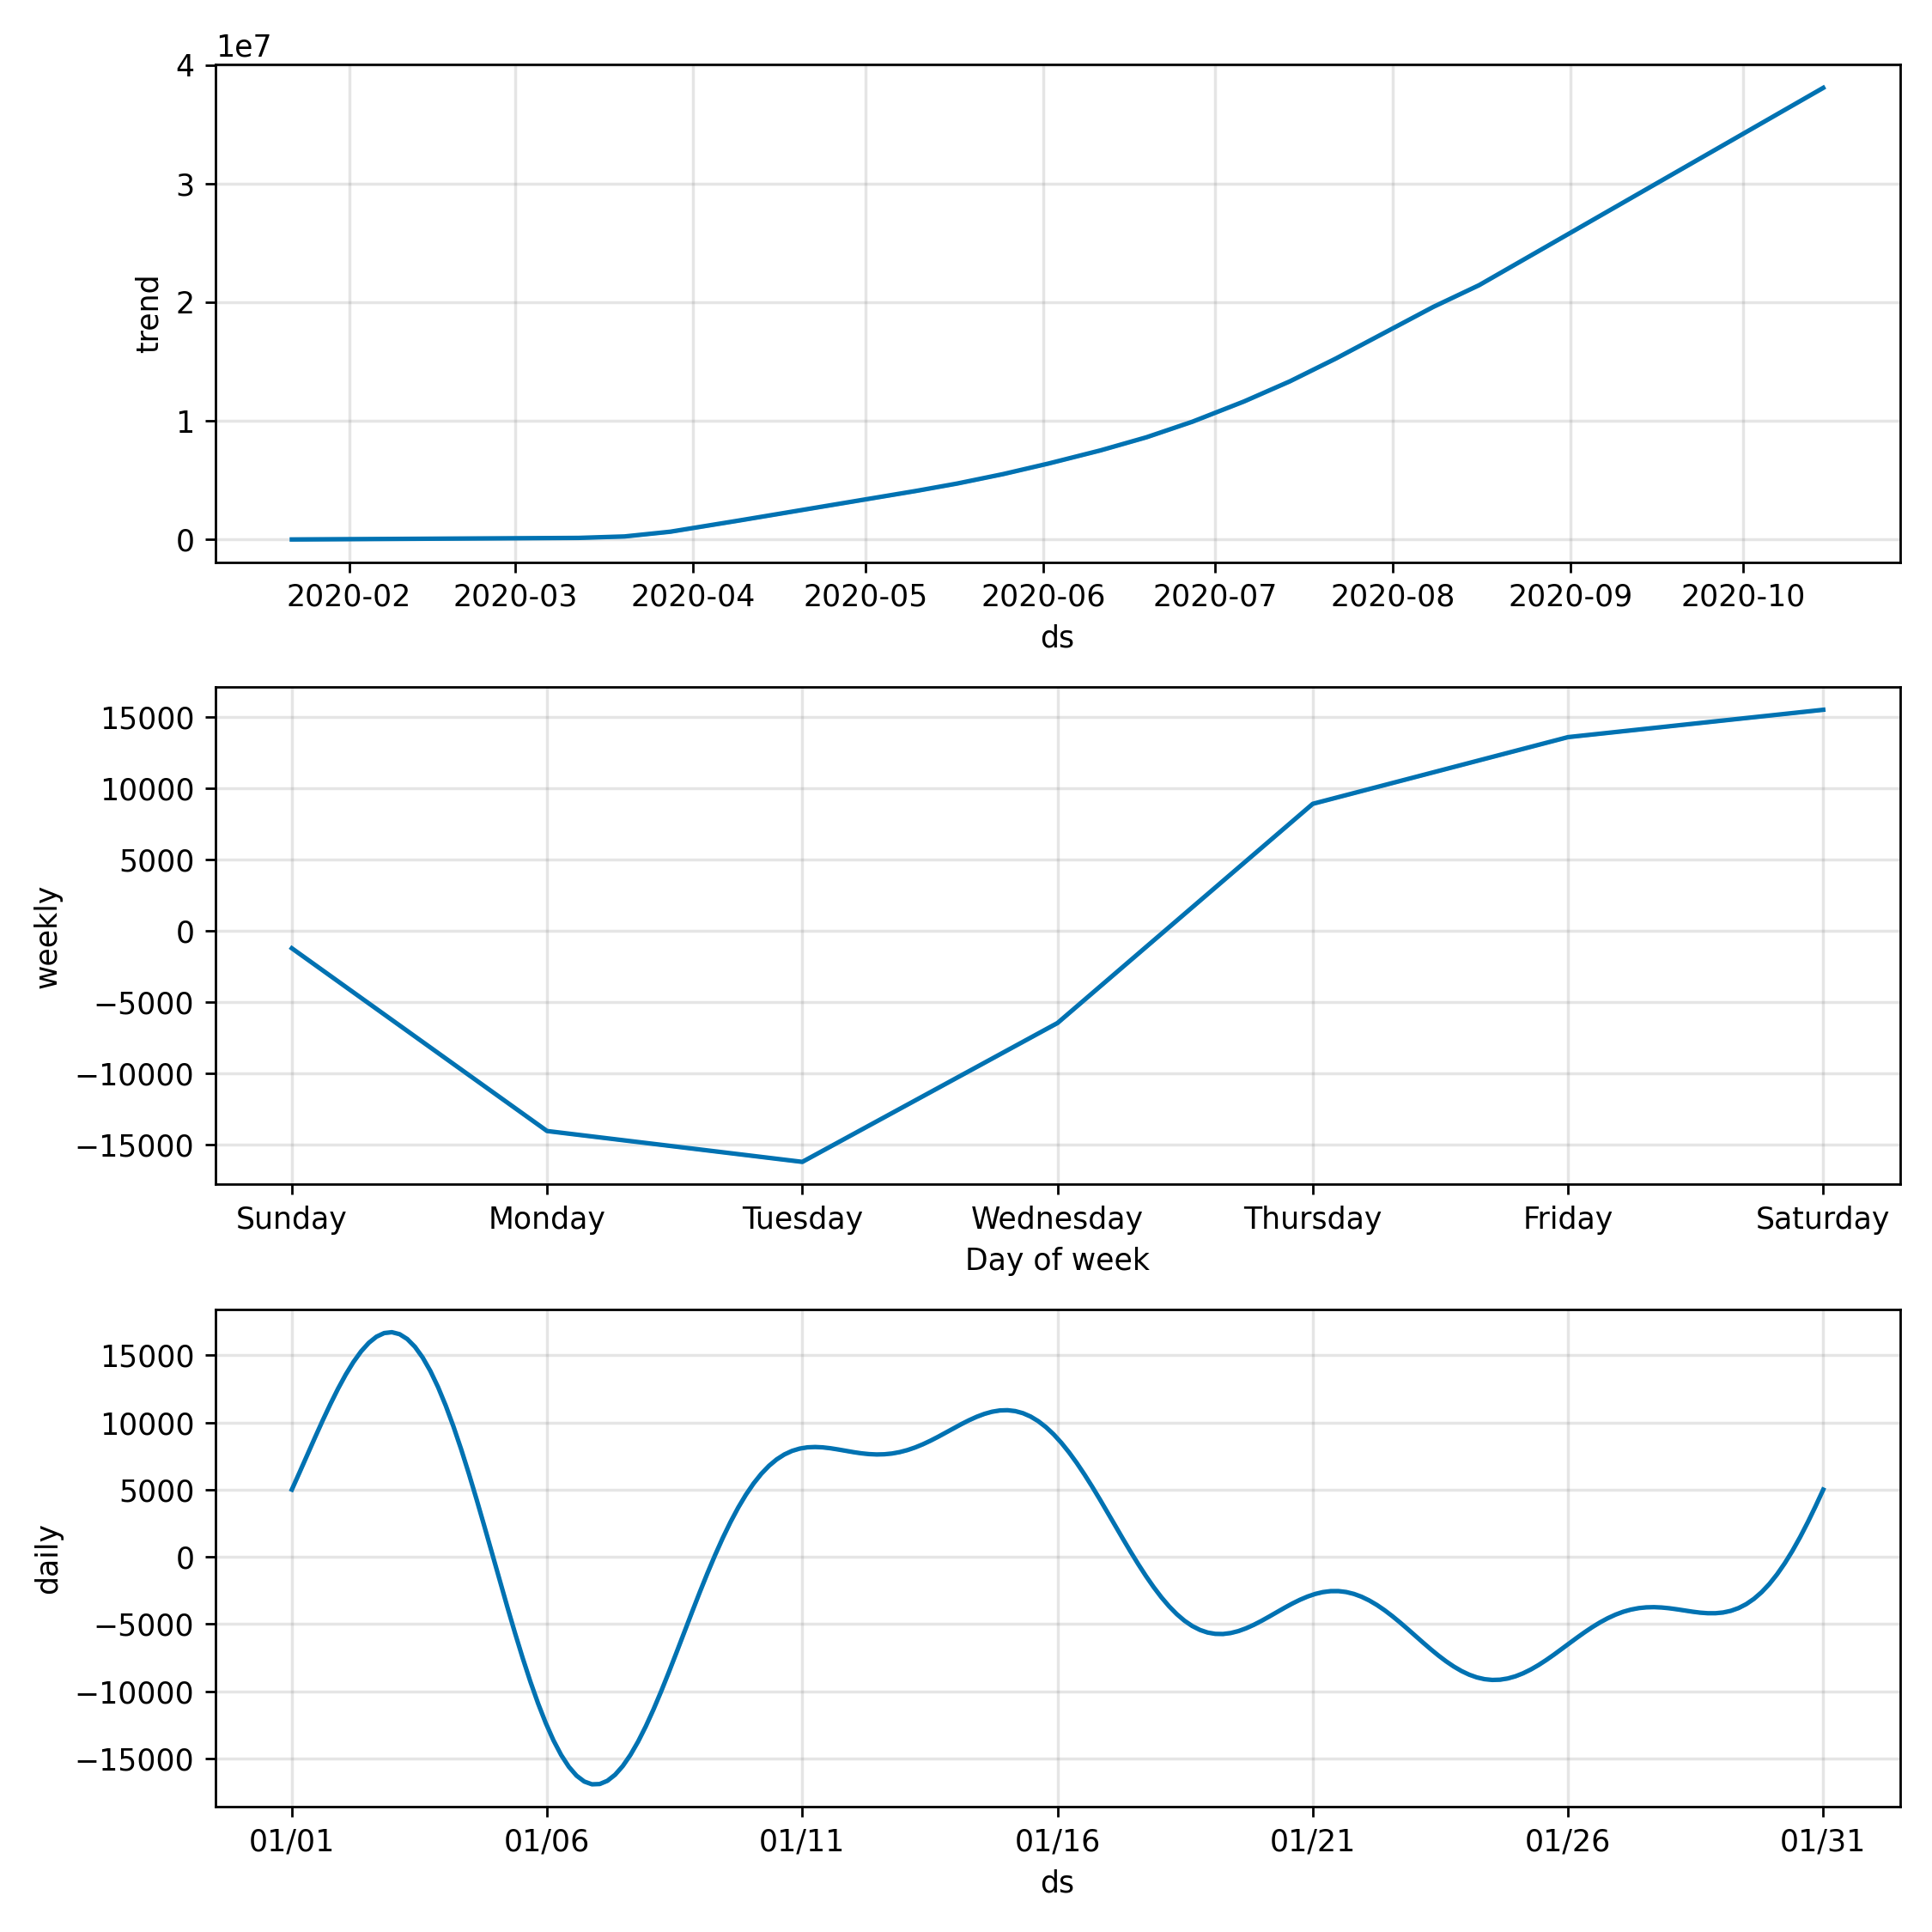 1e7
4
3
2
1
0
trend
2020-02 2020-03 2020-04 2020-05 2020-06 2020-07 2020-08 2020-09 2020-10
ds
15000
10000
5000
0
−5000
−10000
−15000
weekly
Sunday Monday Tuesday Wednesday Thursday Friday Saturday
Day of week
15000
10000
5000
0
−5000
−10000
−15000
daily
01/01 01/06 01/11 01/16 01/21 01/26 01/31
ds